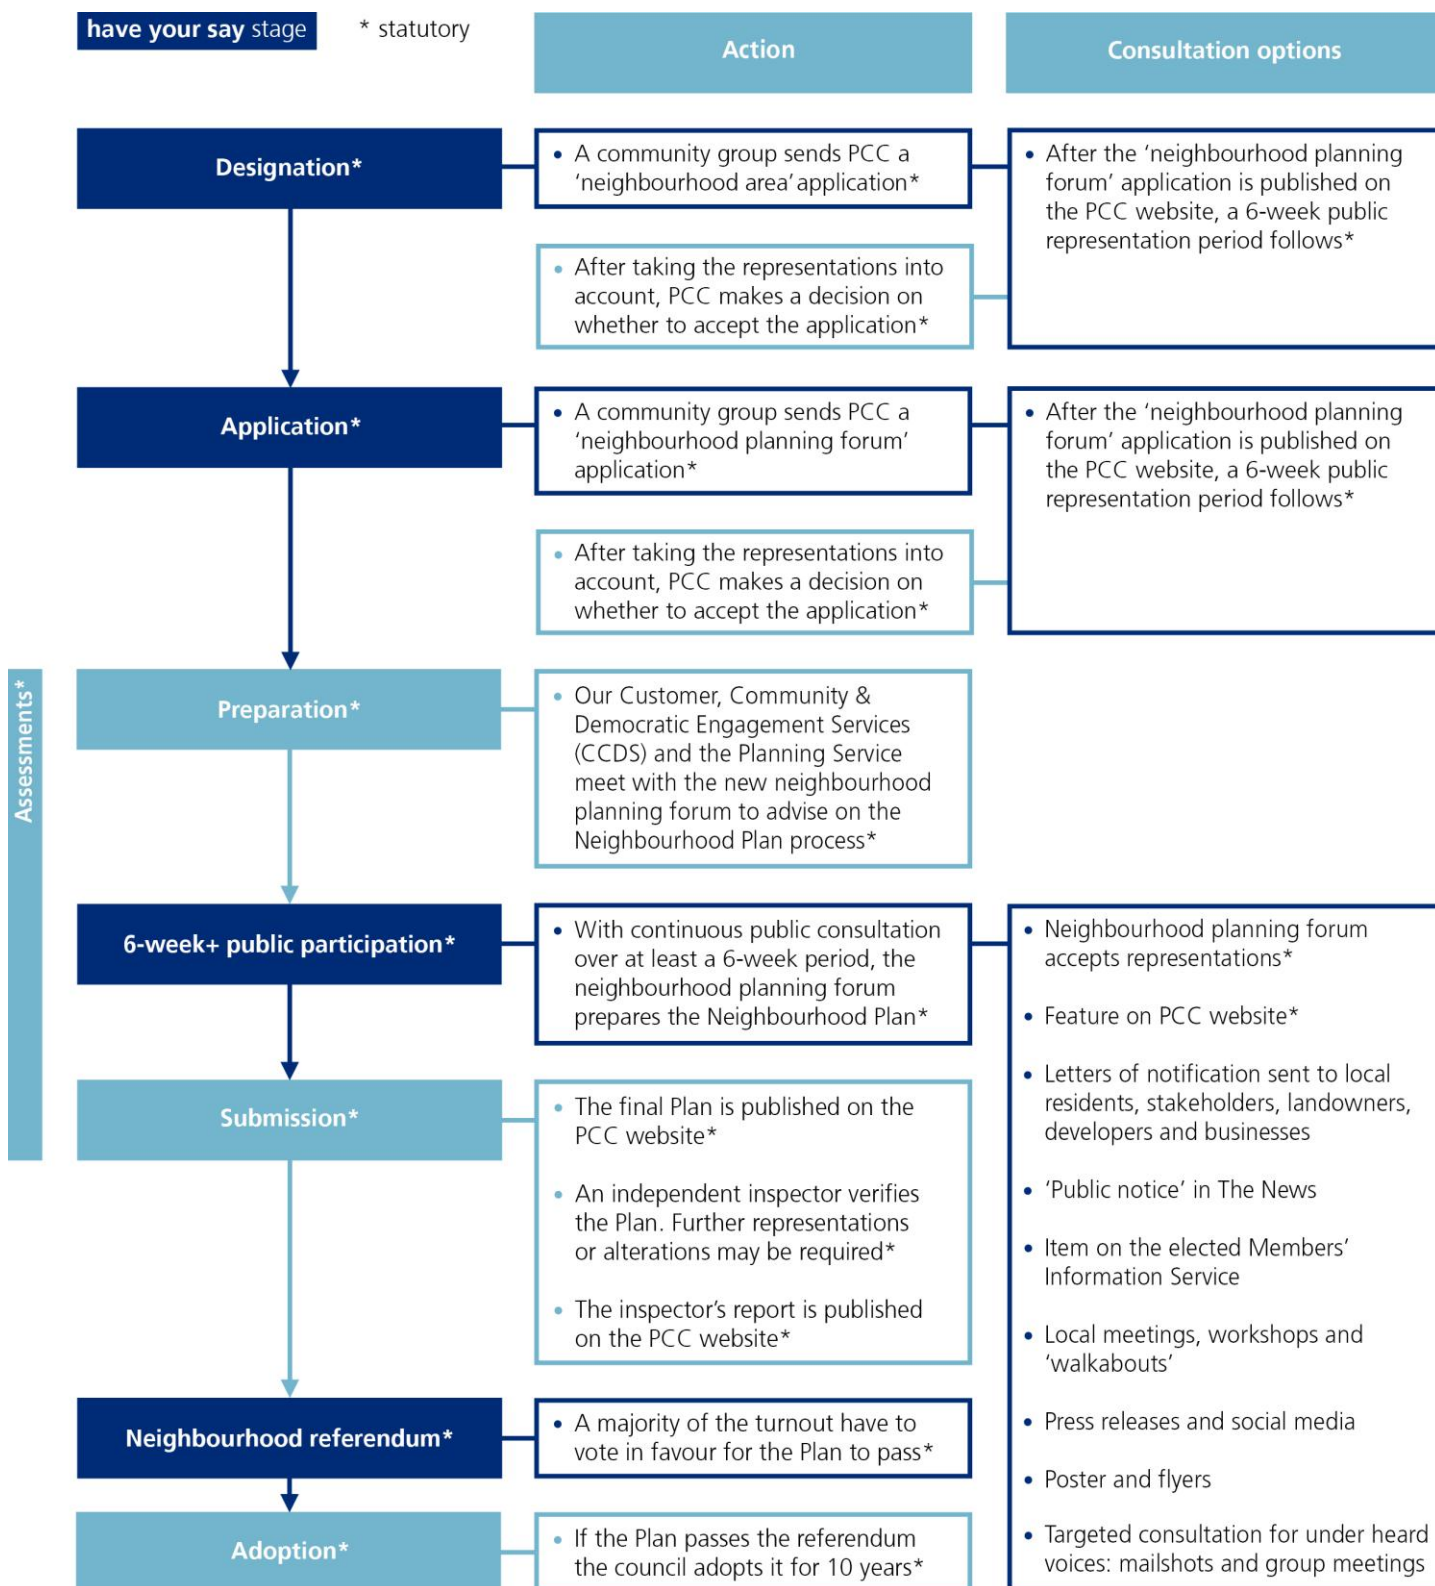 have your say stage
* statutory
Action
Consultation options
Designation*
• A community group sends PCC a
‘neighbourhood area’ application*
• After the ‘neighbourhood planning
forum’ application is published on
the PCC website, a 6-week public
representation period follows*
• After taking the representations into
account, PCC makes a decision on
whether to accept the application*
Application*
• A community group sends PCC a
‘neighbourhood planning forum’
application*
• After the ‘neighbourhood planning
forum’ application is published on
the PCC website, a 6-week public
representation period follows*
• After taking the representations into
account, PCC makes a decision on
whether to accept the application*
Assessments*
Preparation*
• Our Customer, Community &
Democratic Engagement Services
(CCDS) and the Planning Service
meet with the new neighbourhood
planning forum to advise on the
Neighbourhood Plan process*
6-week+ public participation*
• With continuous public consultation
over at least a 6-week period, the
neighbourhood planning forum
prepares the Neighbourhood Plan*
• Neighbourhood planning forum
accepts representations*
• Feature on PCC website*
• Letters of notification sent to local
residents, stakeholders, landowners,
developers and businesses
• ‘Public notice’ in The News
• Item on the elected Members’
Information Service
• Local meetings, workshops and
‘walkabouts’
• Press releases and social media
• Poster and flyers
• Targeted consultation for under heard
voices: mailshots and group meetings
Submission*
• The final Plan is published on the
PCC website*
• An independent inspector verifies
the Plan. Further representations
or alterations may be required*
• The inspector’s report is published
on the PCC website*
Neighbourhood referendum*
• A majority of the turnout have to
vote in favour for the Plan to pass*
Adoption*
• If the Plan passes the referendum
the council adopts it for 10 years*